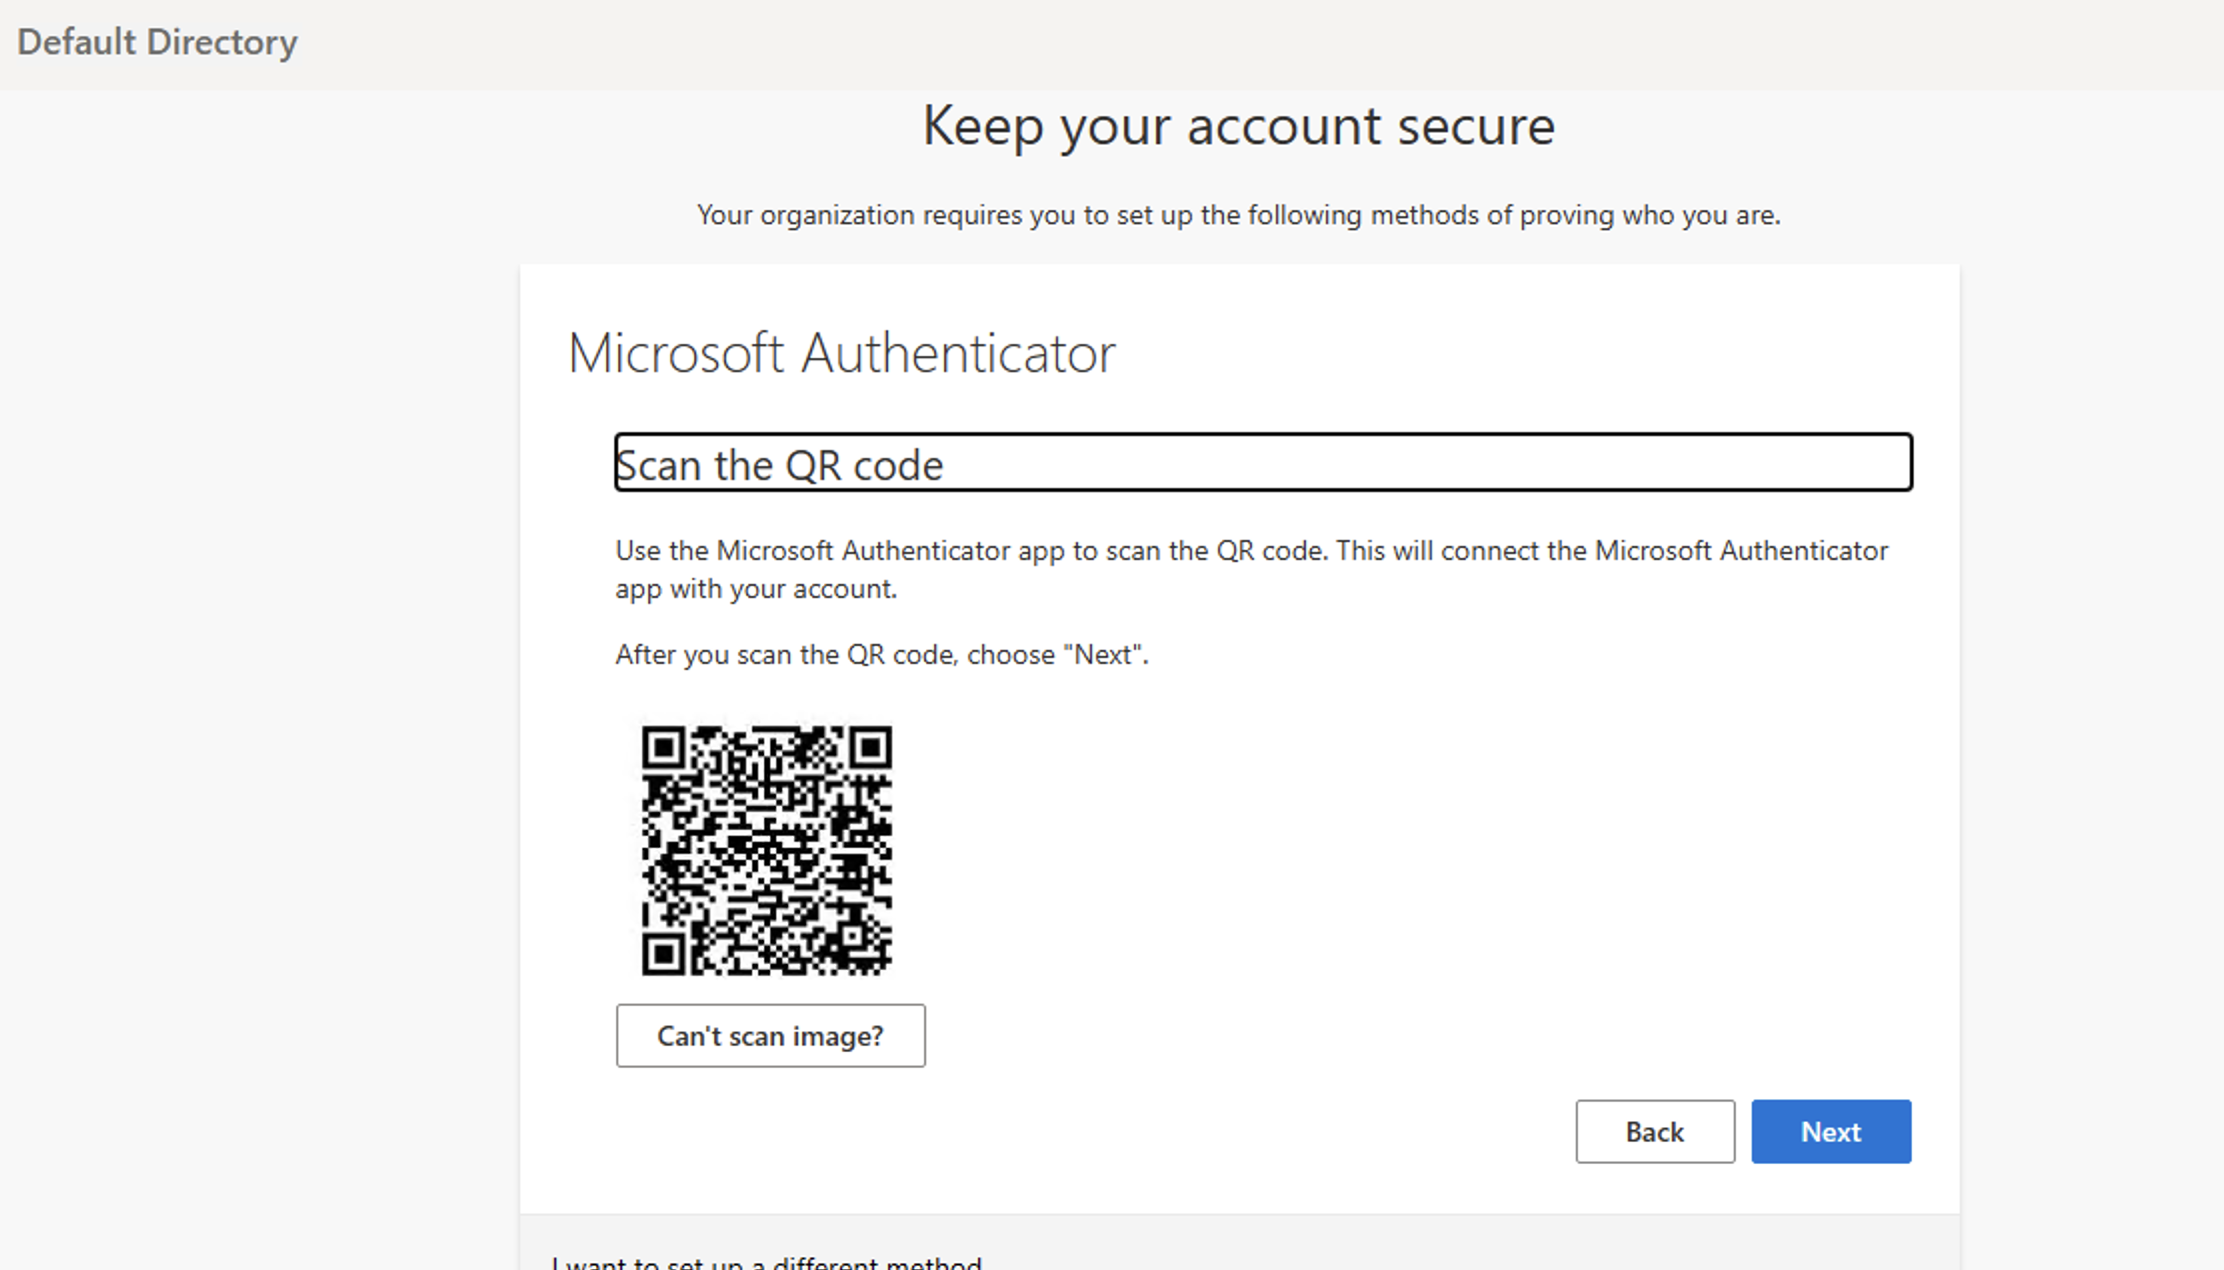 Default Directory
Keep your account secure
Your organization requires you to set up the following methods of proving who you are.
Microsoft Authenticator
Scan the QR code
Use the Microsoft Authenticator app to scan the QR code. This will connect the Microsoft Authenticator
app with your account.
After you scan the QR code, choose "Next".
Can't scan image?
Back
Next
I want to set up a different method